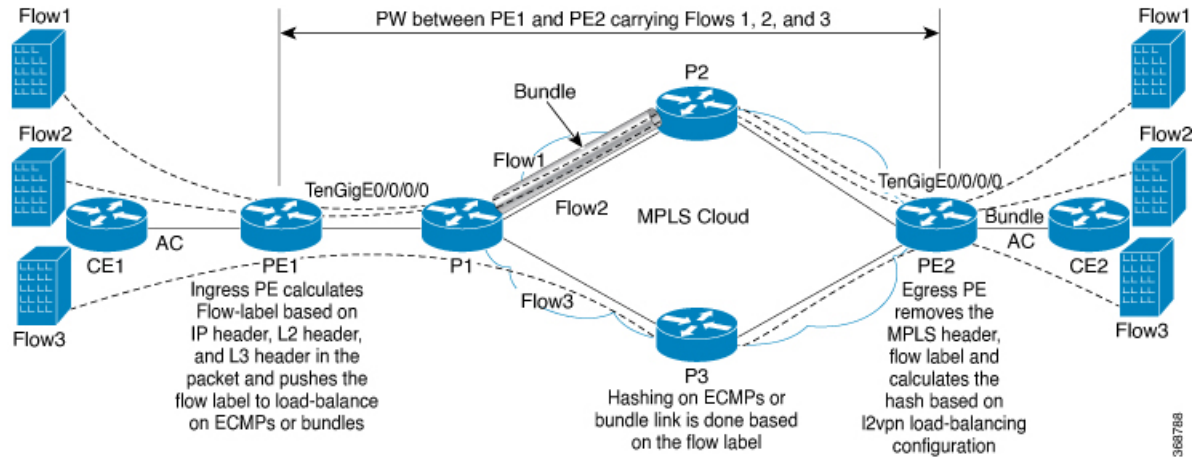 PW between PE1 and PE2 carrying Flows 1, 2, and 3
Flow1
Flow1
P2
Bundle
Flow2
Flow1
Flow2
TenGigE0/0/0/0
TenGigE0/0/0/0
Flow2
MPLS Cloud
Bundle
AC
AC
CE1
PE1
P1
PE2
CE2
Flow3
Flow3
Flow3
P3
Ingress PE calculates
Flow-label based on
IP header, L2 header,
and L3 header in the
packet and pushes the
flow label to load-balance
on ECMPs or bundles
Hashing on ECMPs or
bundle link is done based
on the flow label
Egress PE
removes the
MPLS header,
flow label and
calculates the
hash based on
l2vpn load-balancing
configuration
368788